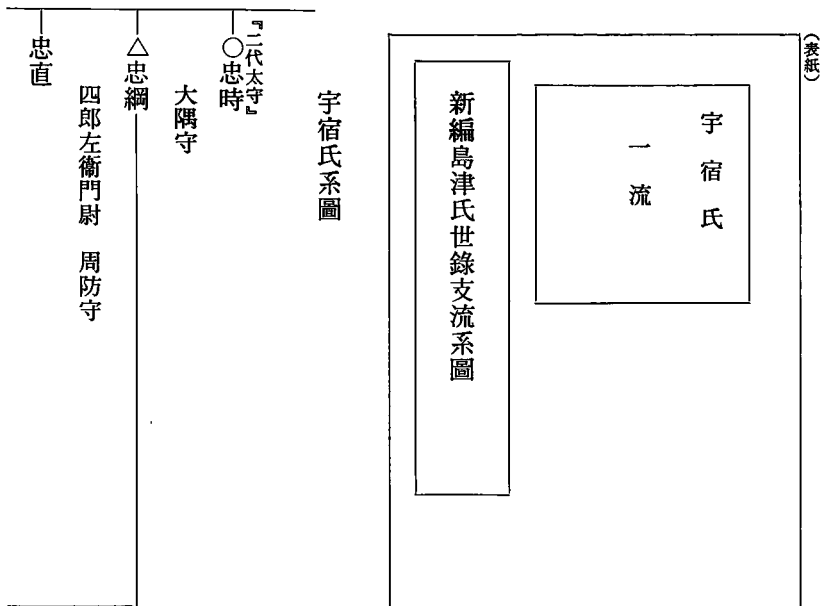 （表紙）
宇宿氏
一流
新編島津氏世錄支流系圖
宇宿氏系圖
『二代太守』
○忠時
大隅守
△忠綱
四郎左衞門尉　周防守
忠直